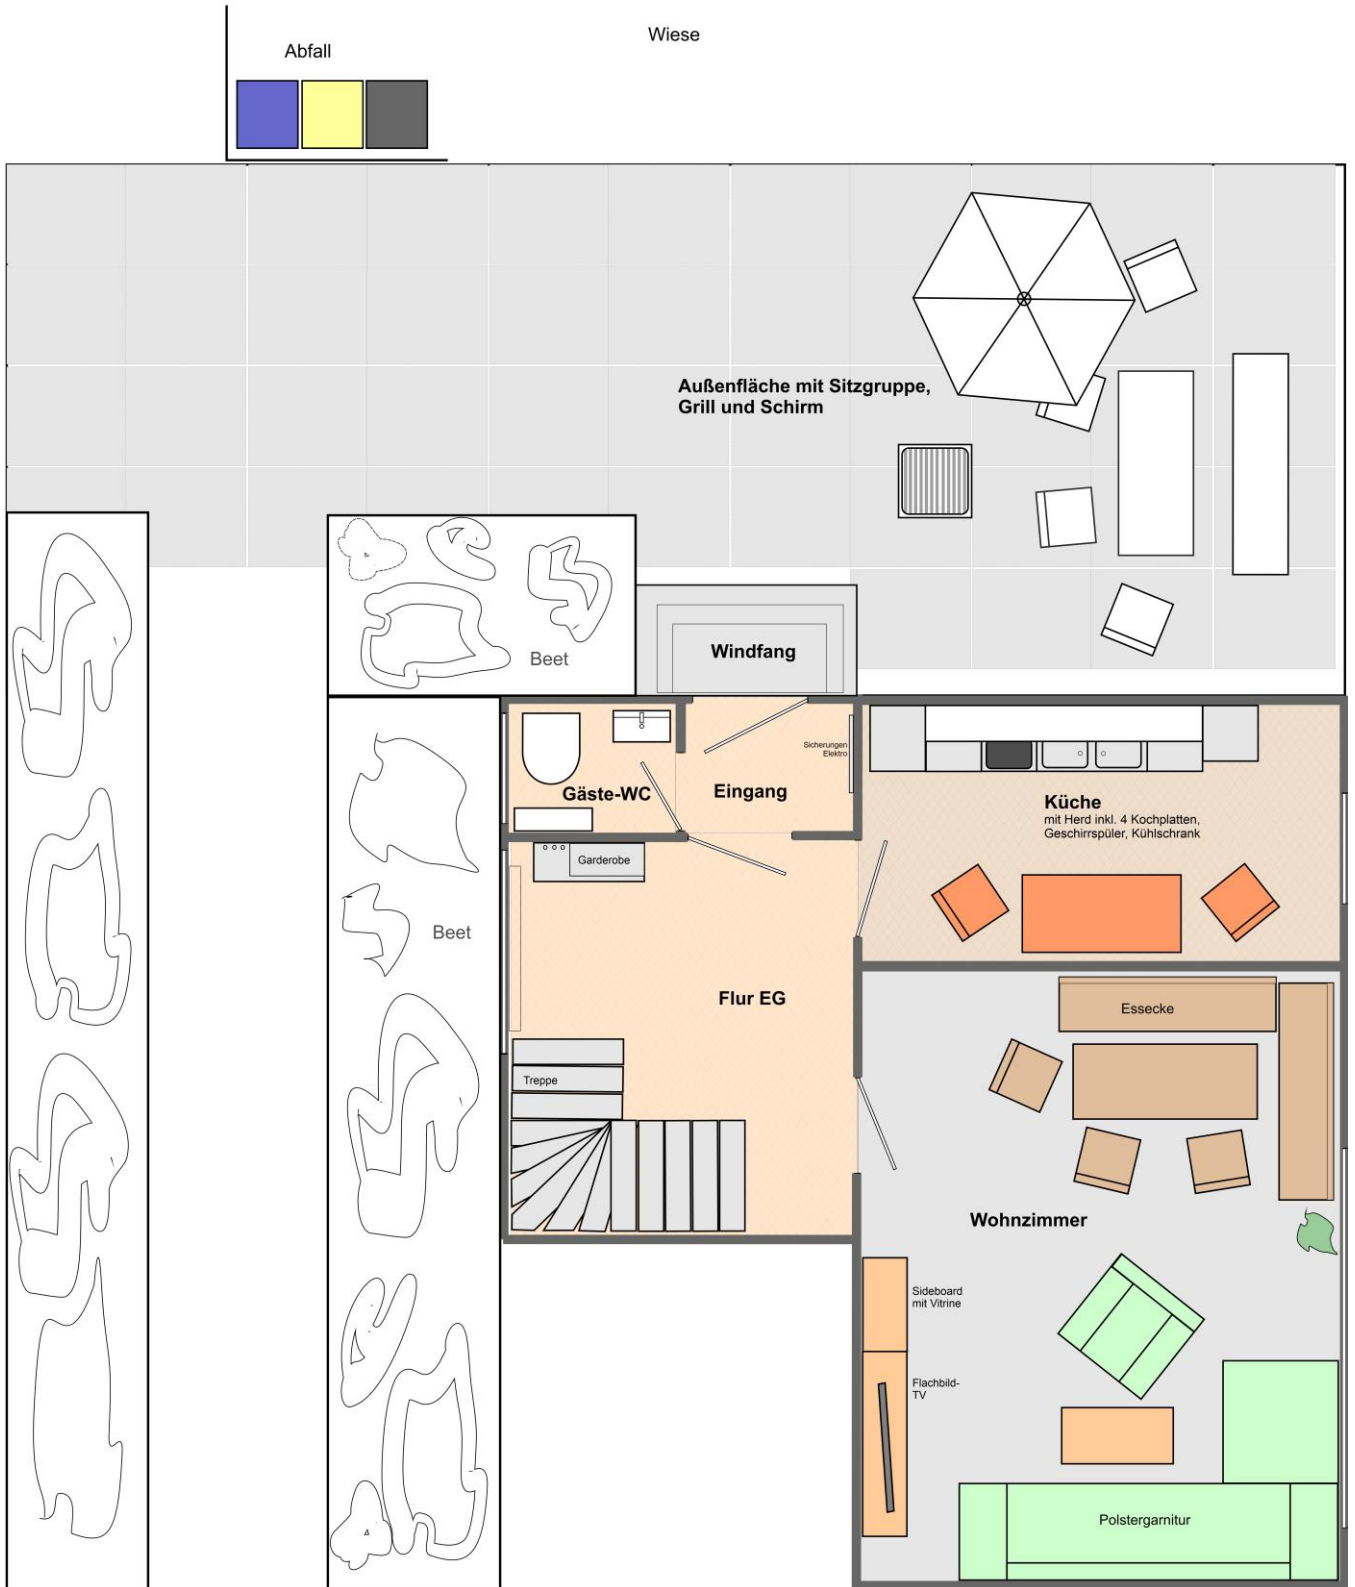 Wiese
Abfall
Außenfläche mit Sitzgruppe,
Grill und Schirm
Windfang
Beet
Sicherungen
Elektro
Gäste-WC
Eingang
Küche
mit Herd inkl. 4 Kochplatten,
Geschirrspüler, Kühlschrank
Garderobe
Beet
Flur EG
Essecke
Treppe
Wohnzimmer
Sideboard
mit Vitrine
Flachbild-
TV
Polstergarnitur